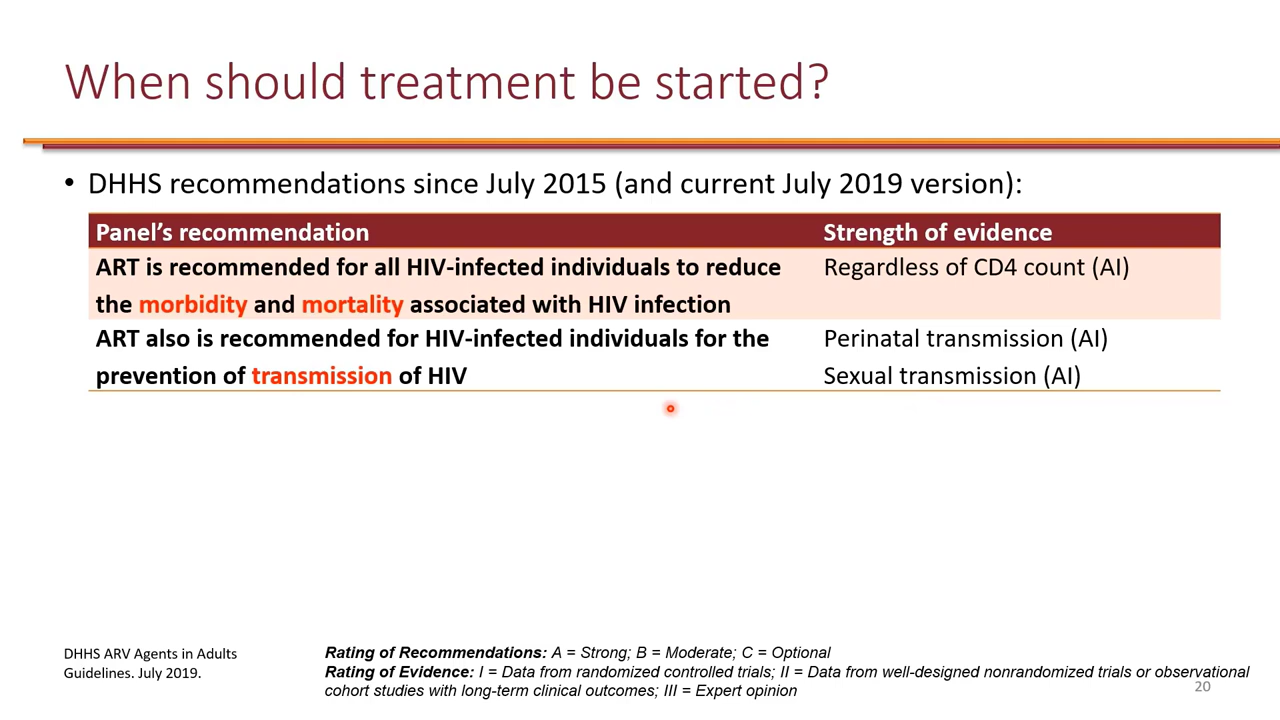 When should treatment be started?
• DHHS recommendations since July 2015 (and current July 2019 version):
Panel's recommendation
Strength of evidence
ART is recommended for all HIV-infected individuals to reduce
the morbidity and mortality associated with HIV infection
Regardless of CD4 count (AI)
ART also is recommended for HIV-infected individuals for the
prevention of transmission of HIV
Perinatal transmission (AI)
Sexual transmission (AI)
DHHS ARV Agents in Adults
Guidelines. July 2019.
Rating of Recommendations: A = Strong; B = Moderate; C = Optional
Rating of Evidence: I = Data from randomized controlled trials; II = Data from well-designed nonrandomized trials or observational
cohort studies with long-term clinical outcomes; III = Expert opinion
20